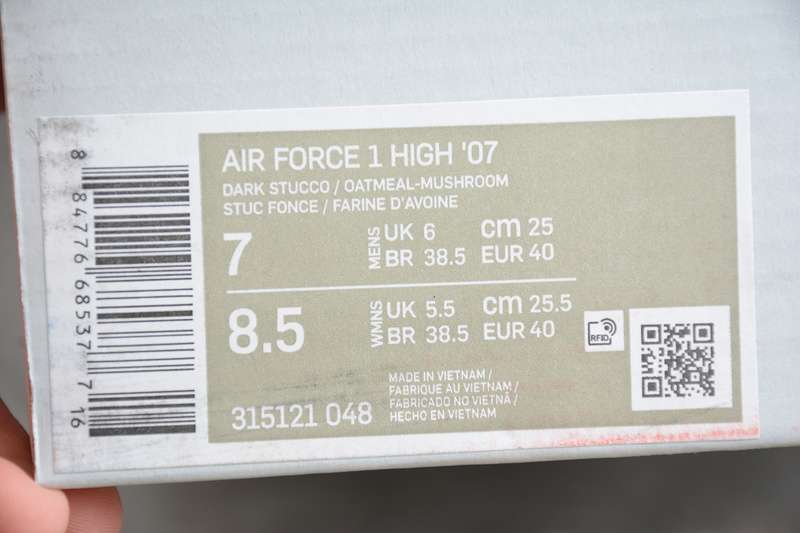 AIR FORCE 1 HIGH '07
DARK STUCCO / OATMEAL-MUSHROOM
STUC FONCE / FARINE D'AVOINE
7
MENS
UK 6 cm 25
BR 38.5 EUR 40
8.5
WMNS
UK 5.5 cm 25.5
BR 38.5 EUR 40
RFID
MADE IN VIETNAM /
FABRIQUE AU VIETNAM /
FABRICADO NO VIETNÃ /
HECHO EN VIETNAM
315121 048
8 84776 68537 7 16